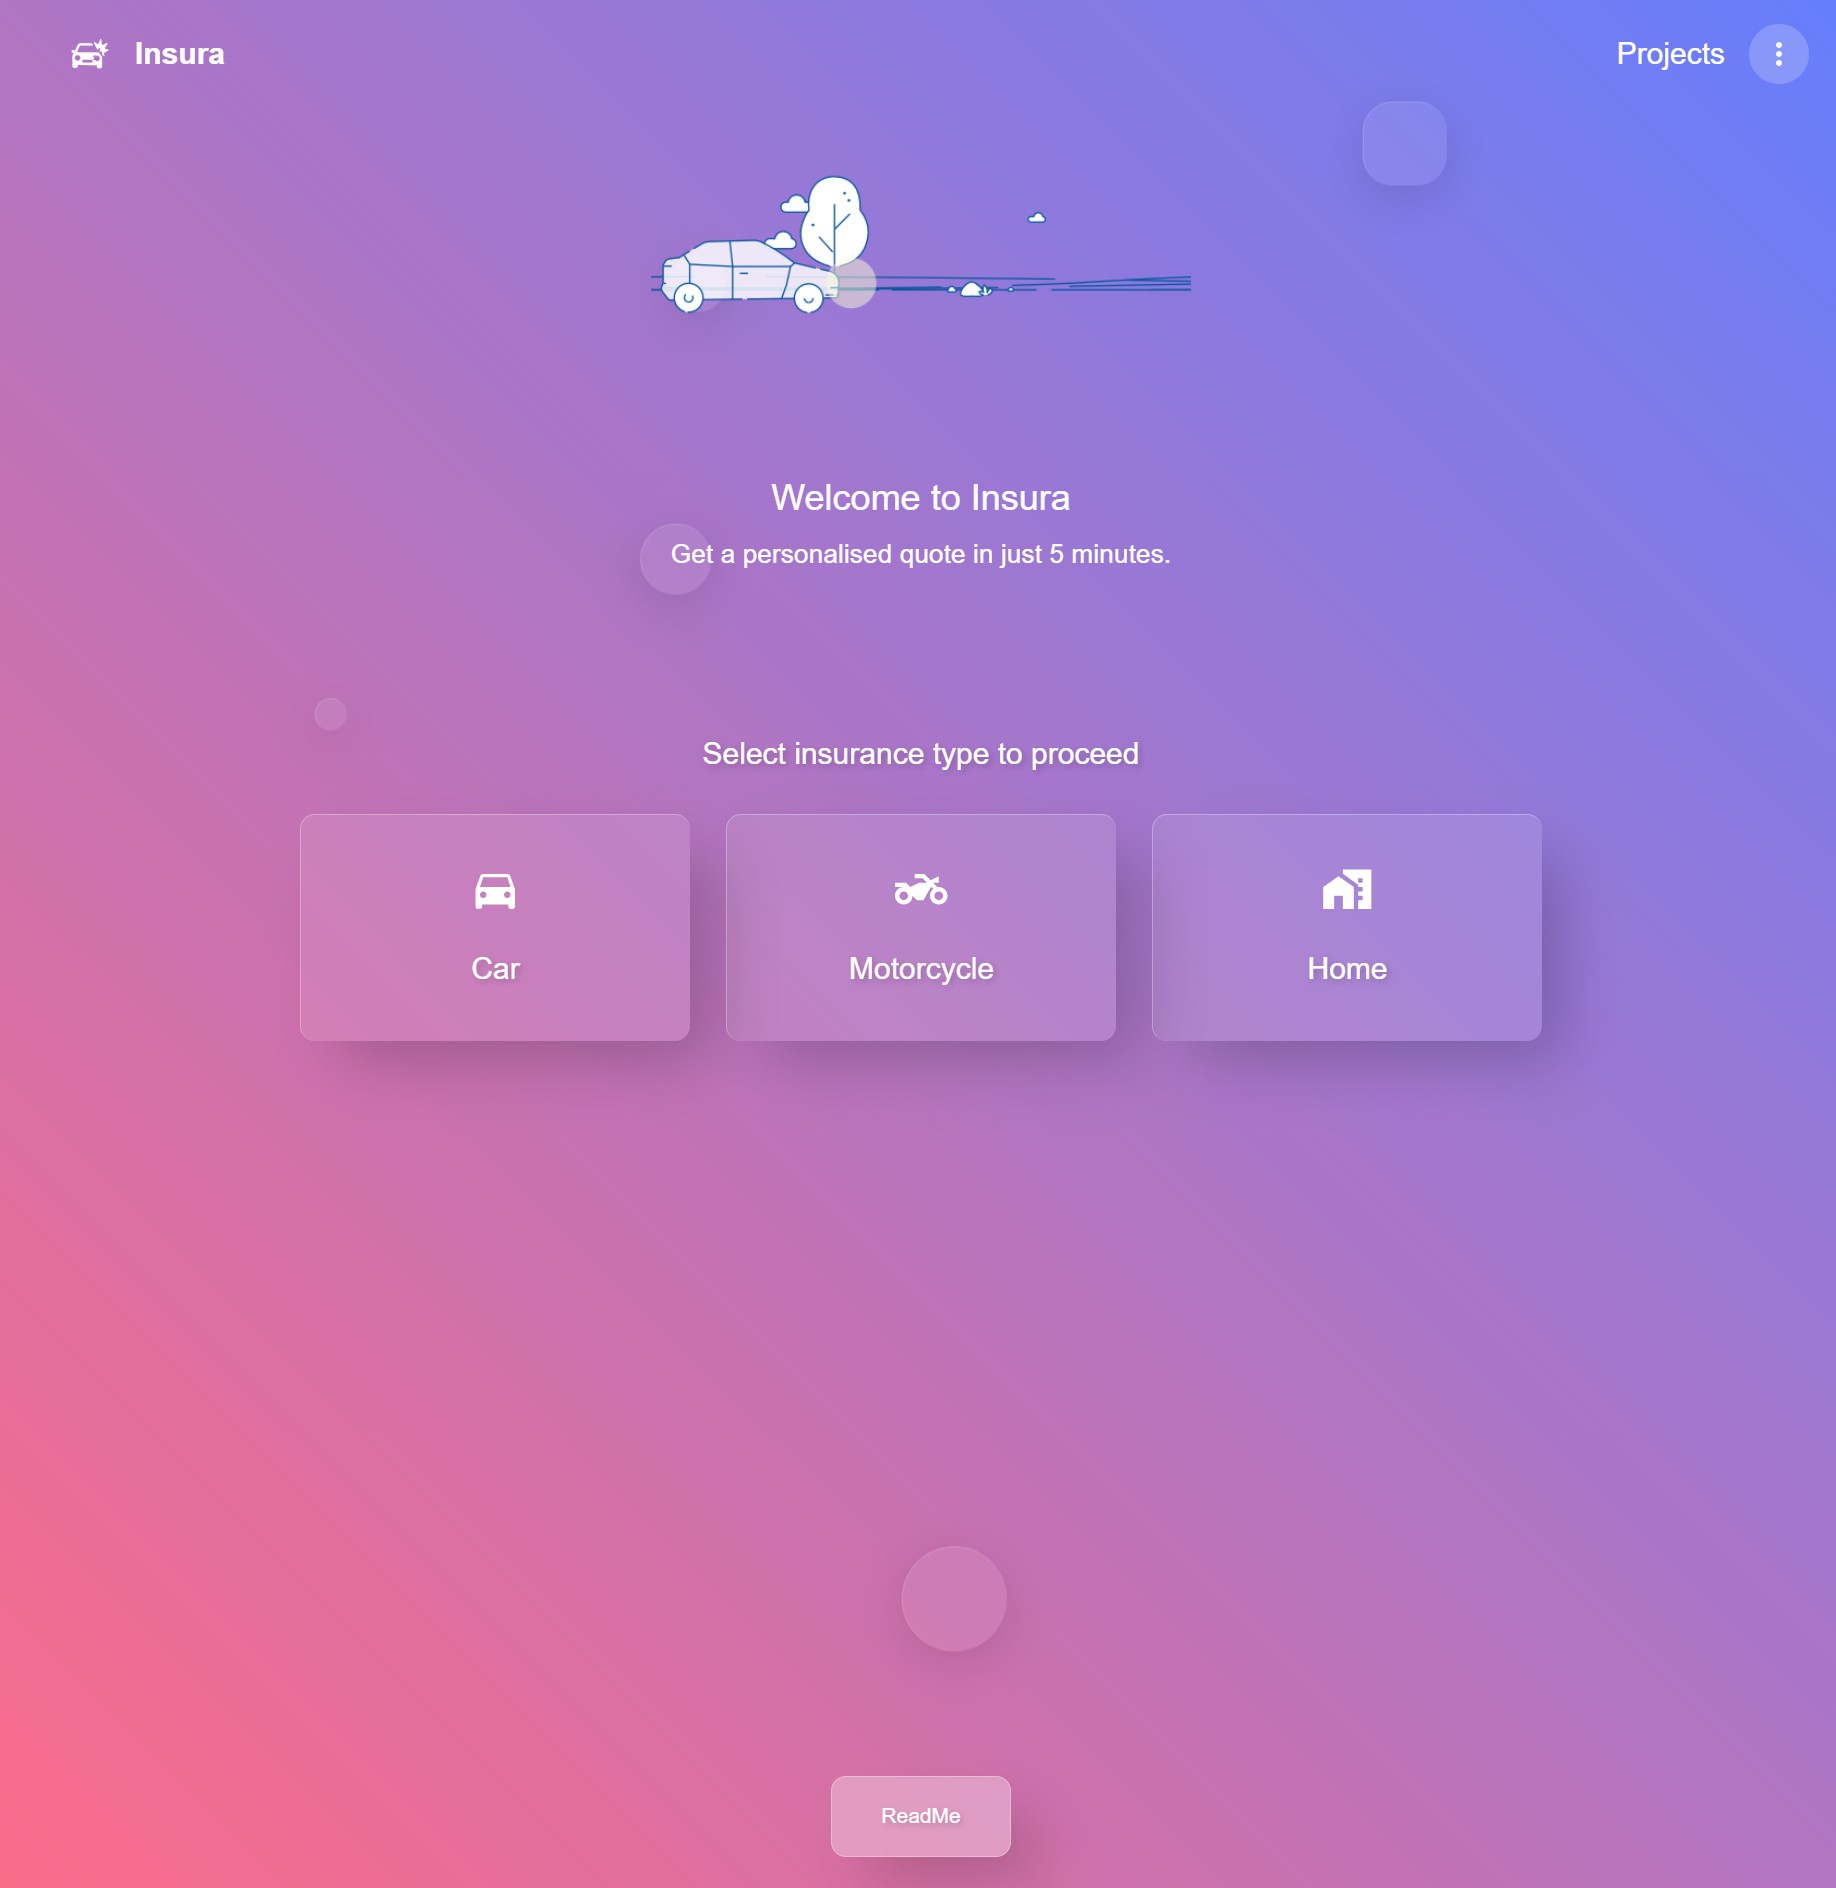 Insura
Projects
Welcome to Insura
Get a personalised quote in just 5 minutes.
Select insurance type to proceed
Car
Motorcycle
Home
ReadMe